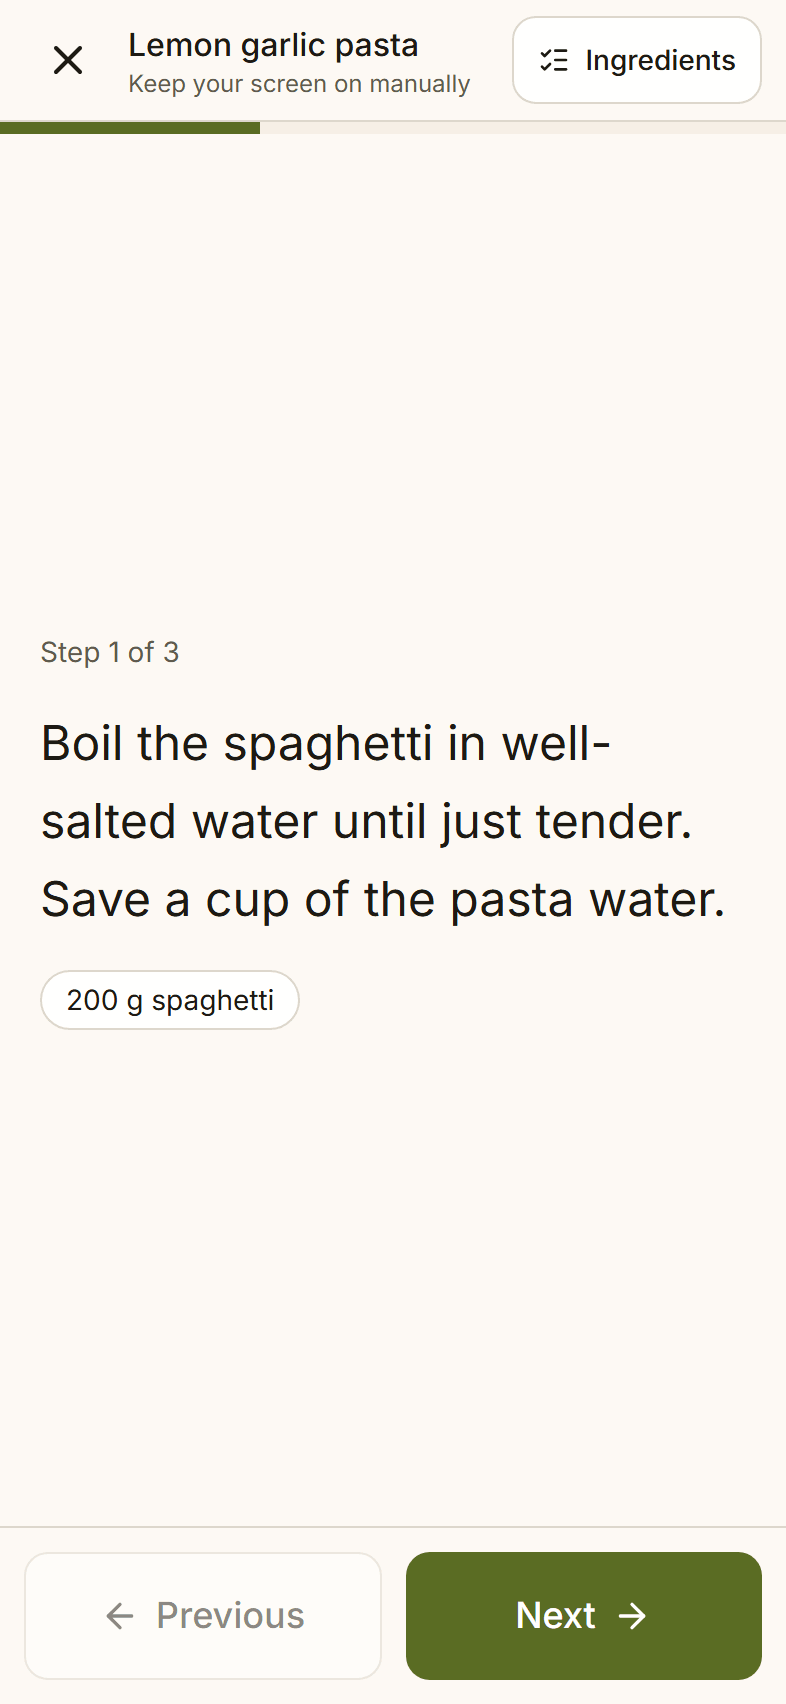 Lemon garlic pasta
Keep your screen on manually
Ingredients
Step 1 of 3
Boil the spaghetti in well-
salted water until just tender.
Save a cup of the pasta water.
200 g spaghetti
Previous
Next